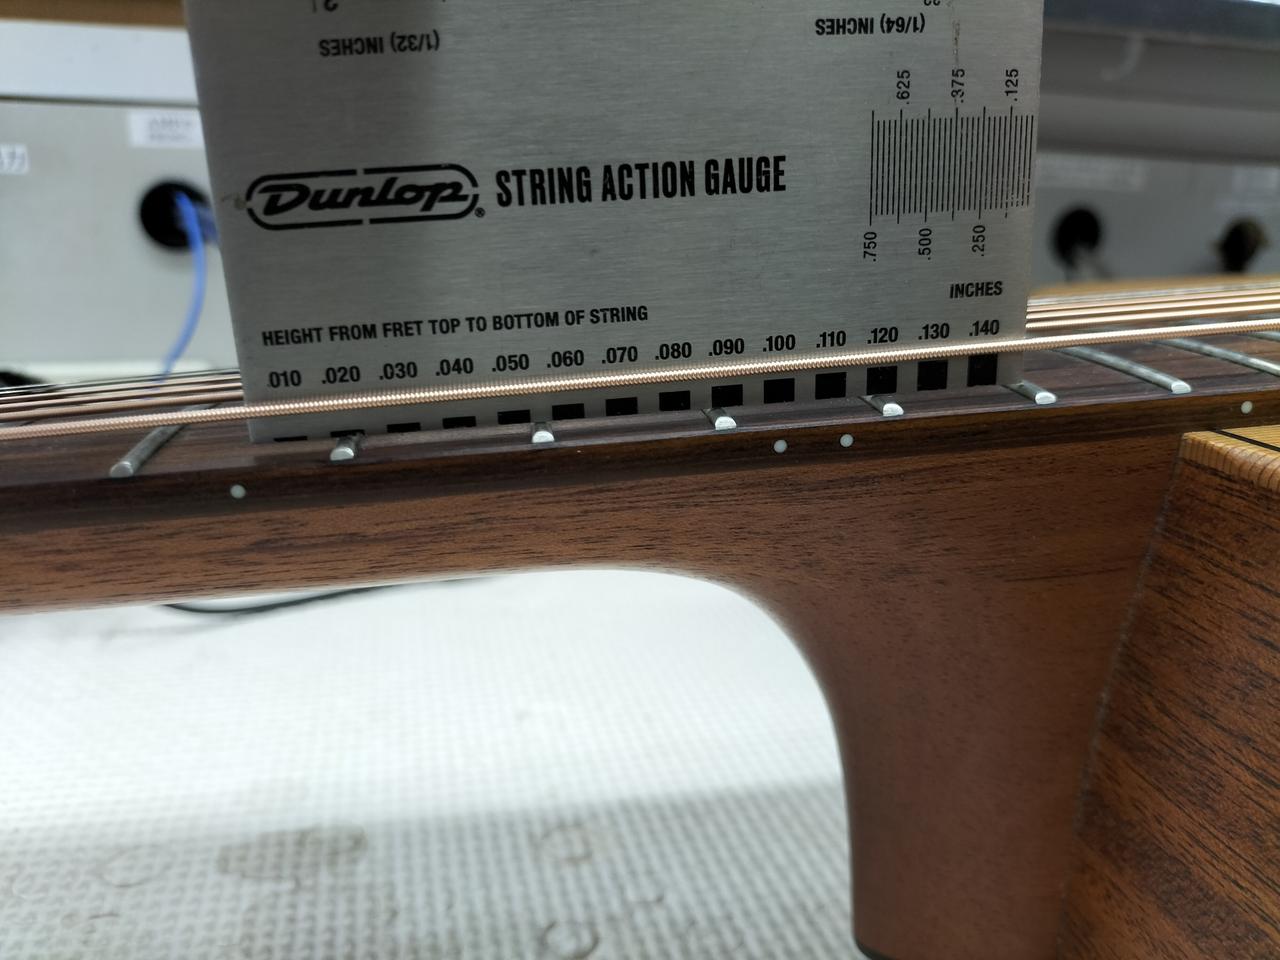 (1/32) INCHES
(1/64) INCHES
.625 .375 .125
Dunlop® STRING ACTION GAUGE
.750 .500 .250
INCHES
HEIGHT FROM FRET TOP TO BOTTOM OF STRING
.010 .020 .030 .040 .050 .060 .070 .080 .090 .100 .110 .120 .130 .140